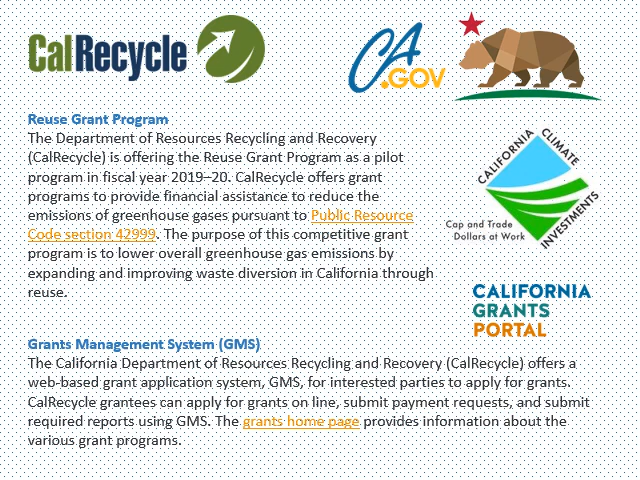 CalRecycle
CA.GOV
Reuse Grant Program
The Department of Resources Recycling and Recovery
(CalRecycle) is offering the Reuse Grant Program as a pilot
program in fiscal year 2019–20. CalRecycle offers grant
programs to provide financial assistance to reduce the
emissions of greenhouse gases pursuant to Public Resource
Code section 42999. The purpose of this competitive grant
program is to lower overall greenhouse gas emissions by
expanding and improving waste diversion in California through
reuse.
CALIFORNIA
CLIMATE
INVESTMENTS
Cap and Trade
Dollars at Work
CALIFORNIA
GRANTS
PORTAL
Grants Management System (GMS)
The California Department of Resources Recycling and Recovery (CalRecycle) offers a
web-based grant application system, GMS, for interested parties to apply for grants.
CalRecycle grantees can apply for grants on line, submit payment requests, and submit
required reports using GMS. The grants home page provides information about the
various grant programs.